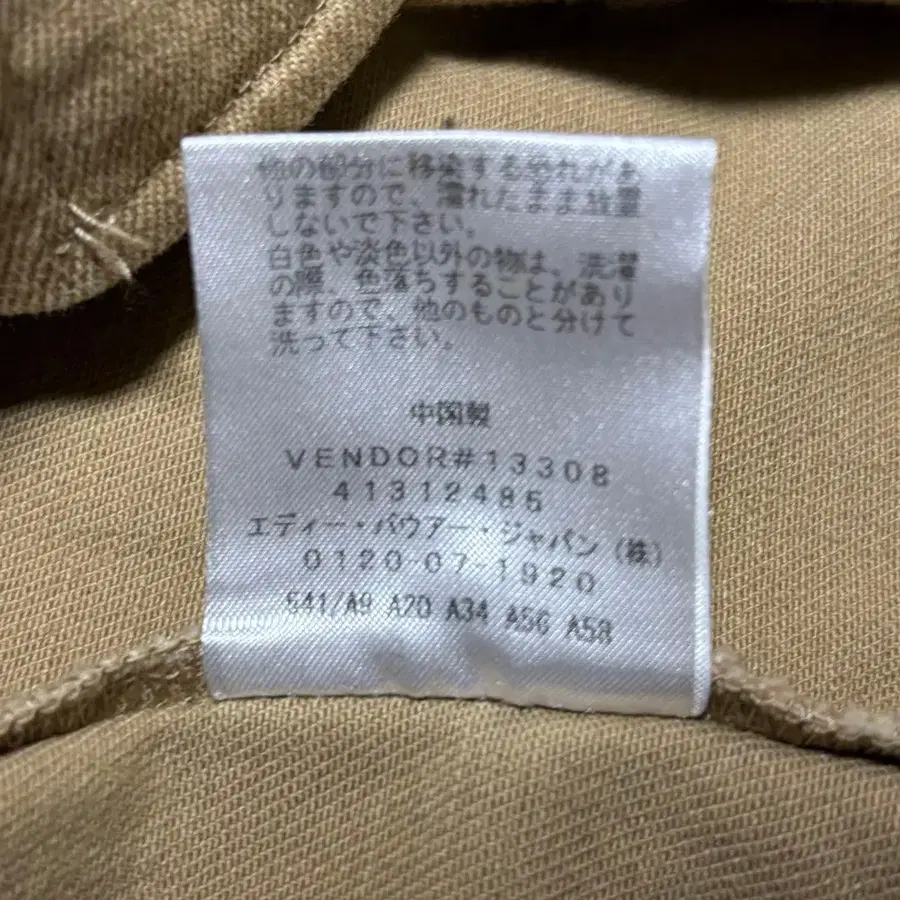 他の部分に移染する恐れがあ
りますので、濡れたまま放置
しないで下さい。
白色や淡色以外の物は、洗濯
の際、色落ちすることがあり
ますので、他のものと分けて
洗って下さい。
中国製
VENDOR#13308
41312485
エディー・バウアー・ジャパン(株)
0120-07-1920
541/A9 A20 A34 A56 A58